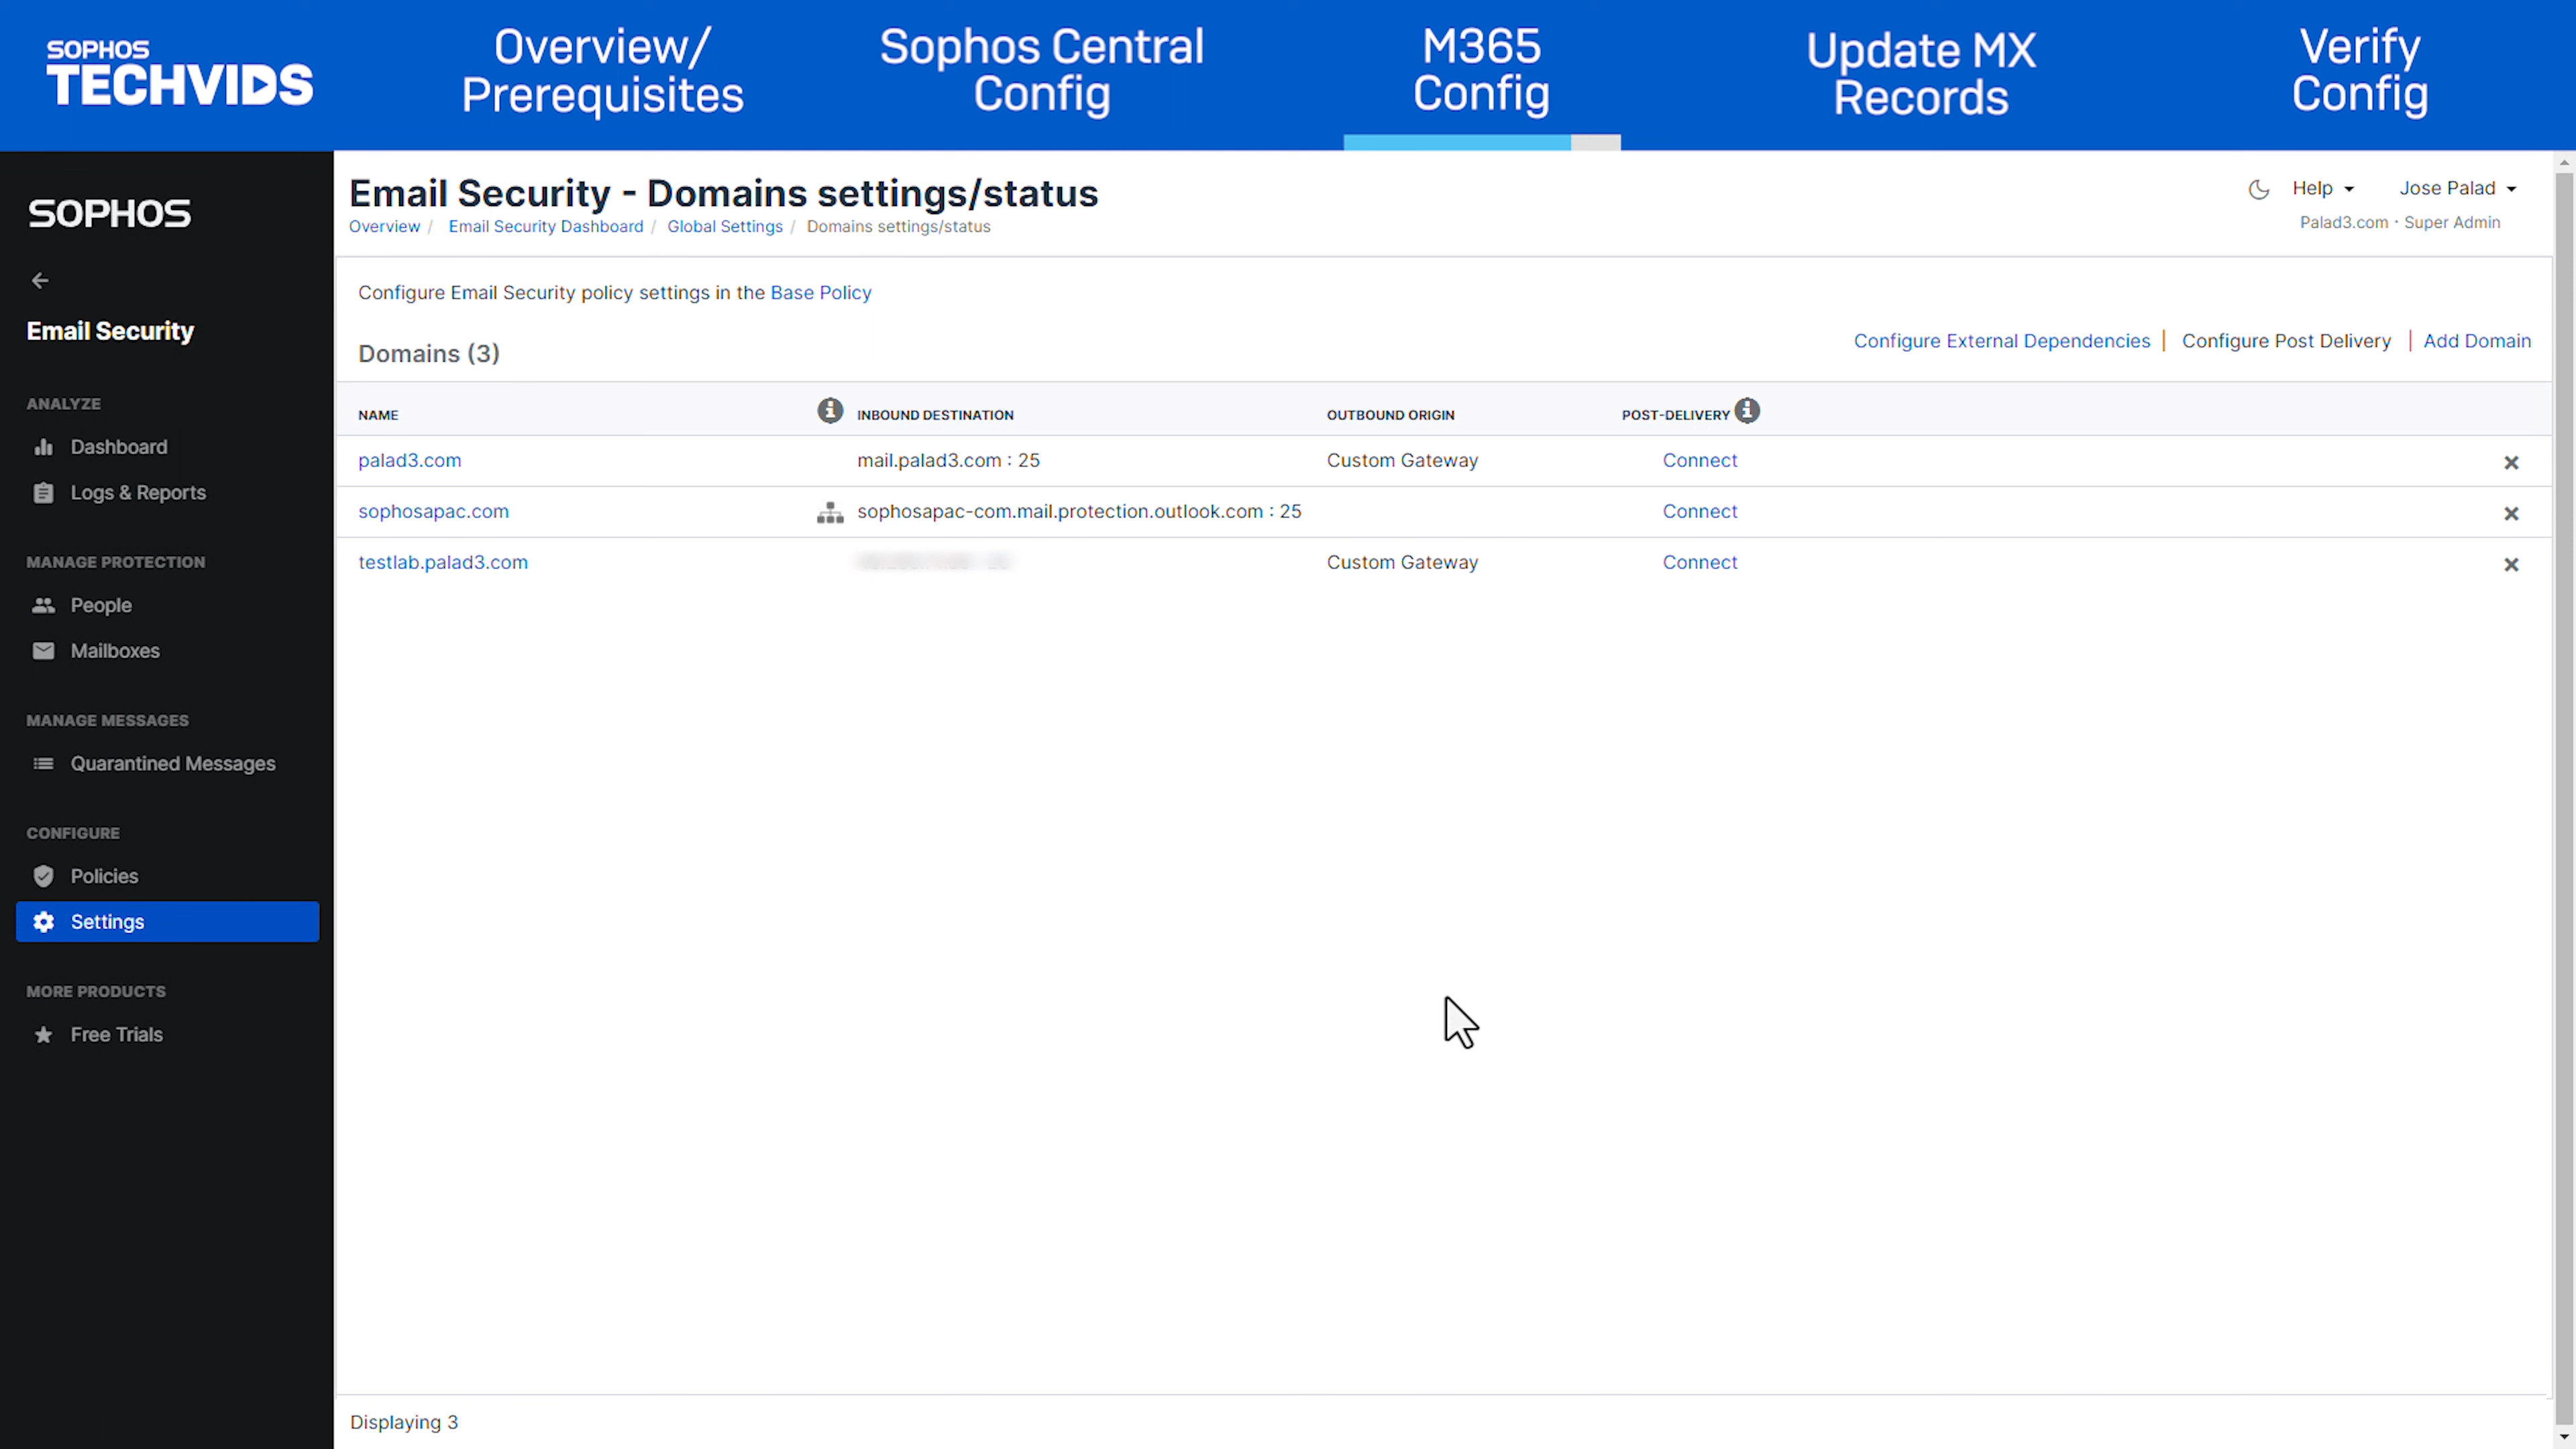 SOPHOS
TECHVIDS
Overview/
Prerequisites
Sophos Central
Config
M365
Config
Update MX
Records
Verify
Config
SOPHOS
Email Security
ANALYZE
Dashboard
Logs & Reports
MANAGE PROTECTION
People
Mailboxes
MANAGE MESSAGES
Quarantined Messages
CONFIGURE
Policies
Settings
MORE PRODUCTS
Free Trials
Email Security - Domains settings/status
Overview / Email Security Dashboard / Global Settings / Domains settings/status
Help
Jose Palad
Palad3.com · Super Admin
Configure Email Security policy settings in the Base Policy
Domains (3)
Configure External Dependencies | Configure Post Delivery | Add Domain
NAME INBOUND DESTINATION OUTBOUND ORIGIN POST-DELIVERY
palad3.com mail.palad3.com : 25 Custom Gateway Connect
sophosapac.com sophosapac-com.mail.protection.outlook.com : 25 Connect
testlab.palad3.com Custom Gateway Connect
Displaying 3